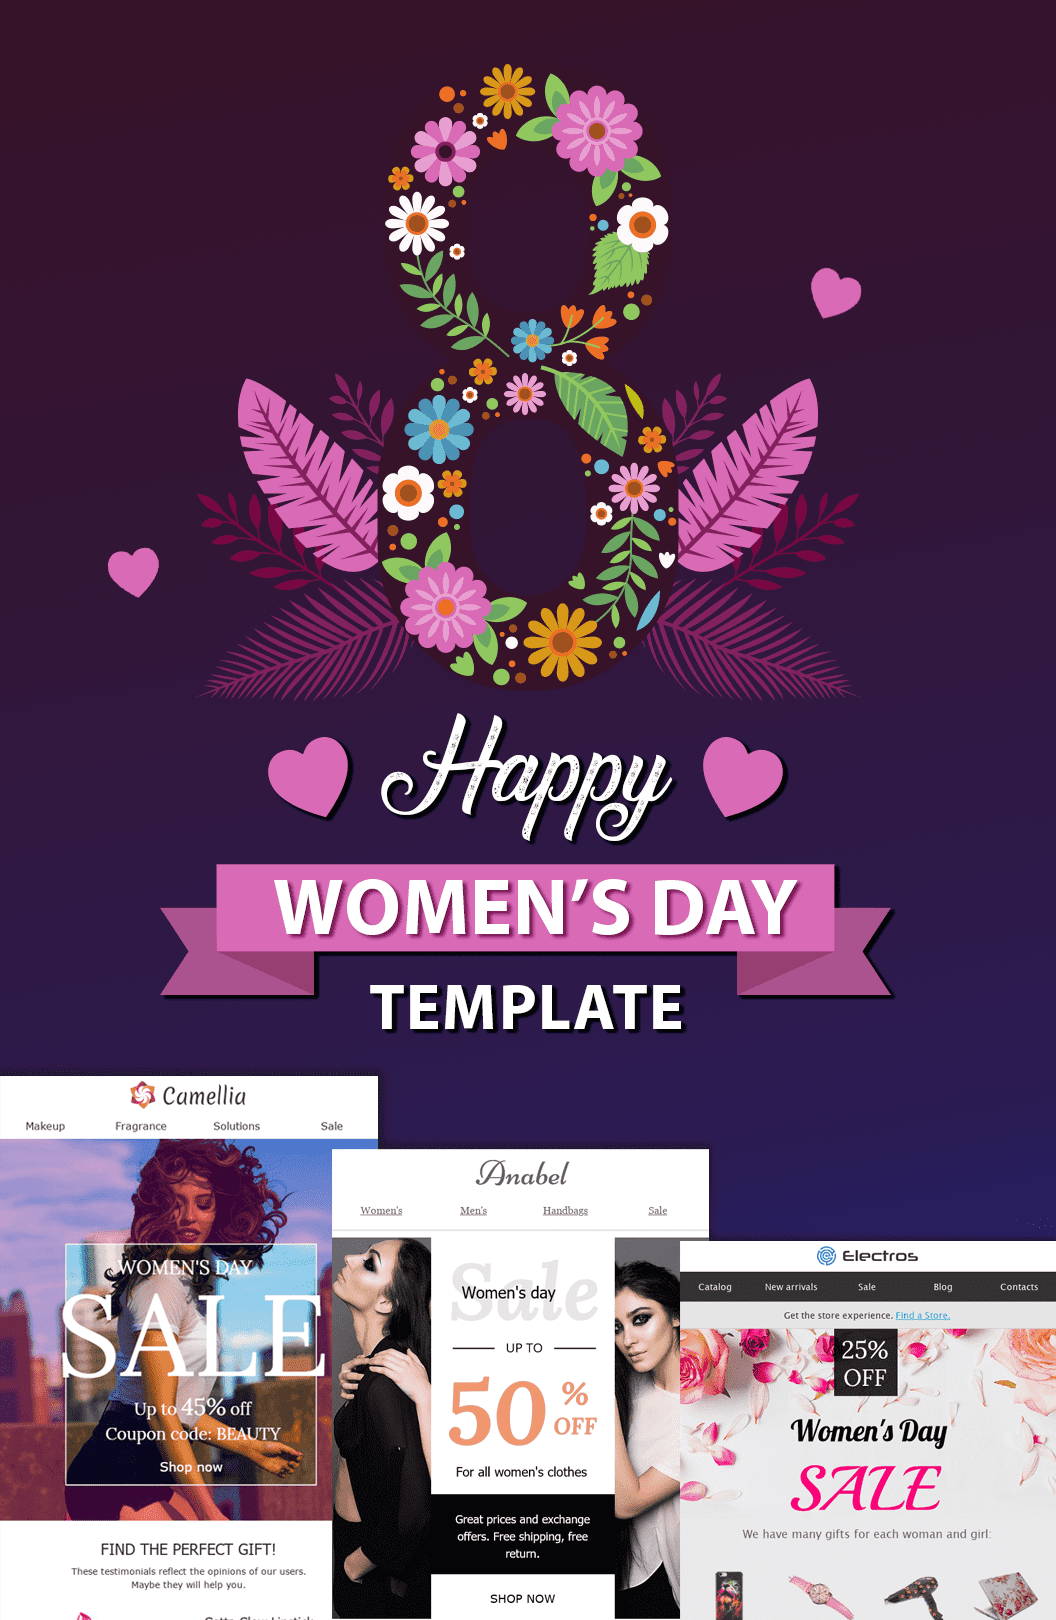 Happy
WOMEN'S DAY
TEMPLATE
Camellia
Makeup Fragrance Solutions Sale
WOMEN'S DAY
SALE
Up to 45% off
Coupon code: BEAUTY
Shop now
FIND THE PERFECT GIFT!
These testimonials reflect the opinions of our users.
Maybe they will help you.
Anabel
Women's Men's Handbags Sale
Sale
Women's day
UP TO
50%
OFF
For all women's clothes
Great prices and exchange
offers. Free shipping, free
return.
SHOP NOW
Electros
Catalog New arrivals Sale Blog Contacts
Get the store experience. Find a Store.
25%
OFF
Women's Day
SALE
We have many gifts for each woman and girl: